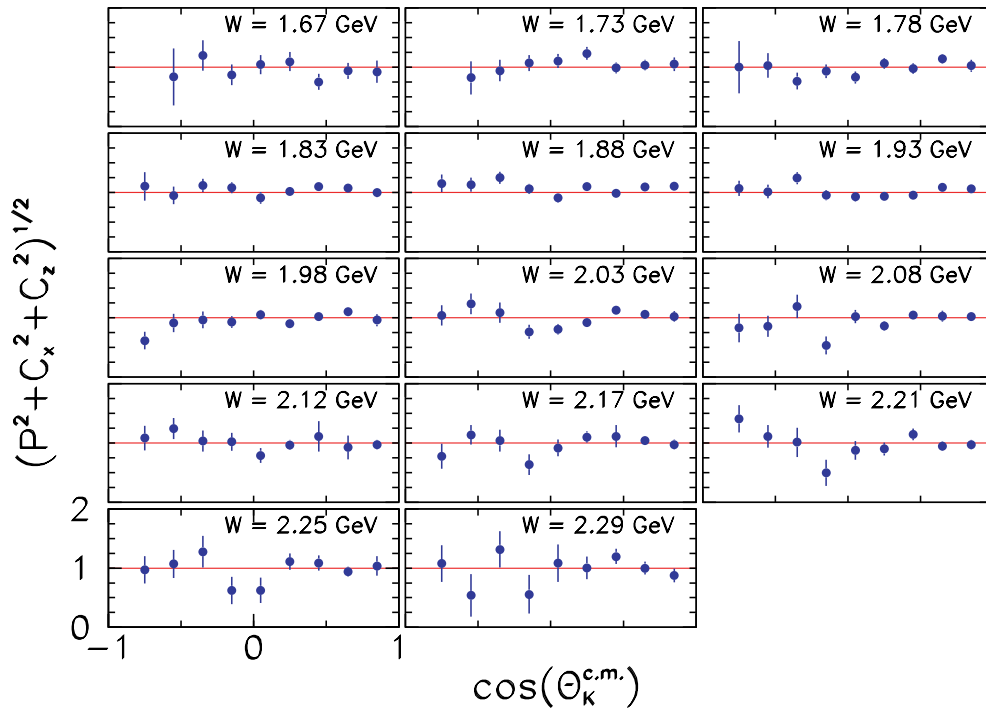 W = 1.67 GeV
W = 1.73 GeV
W = 1.78 GeV
W = 1.83 GeV
W = 1.88 GeV
W = 1.93 GeV
W = 1.98 GeV
W = 2.03 GeV
W = 2.08 GeV
W = 2.12 GeV
W = 2.17 GeV
W = 2.21 GeV
W = 2.25 GeV
W = 2.29 GeV
(P²+Cₓ²+C_z²)^1/2
2
1
0
−1 0 1
cos(Θ_K^c.m.)